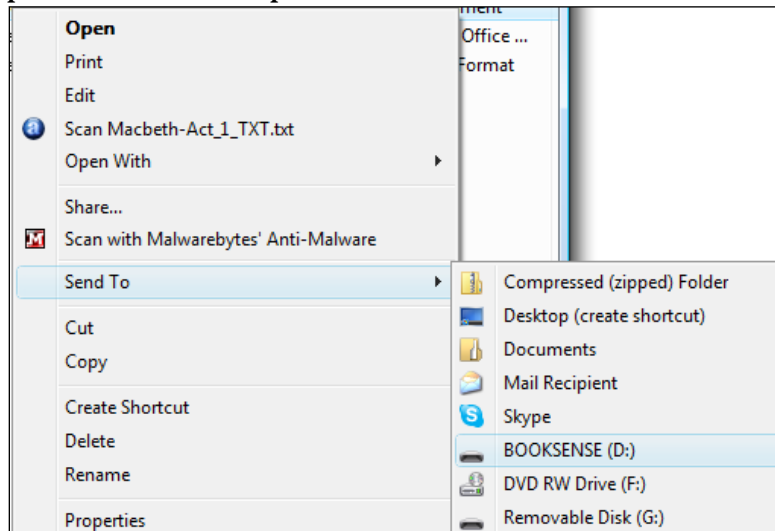 Open
Print
Edit
Scan Macbeth-Act_1_TXT.txt
Open With
Share...
Scan with Malwarebytes' Anti-Malware
Send To
Cut
Copy
Create Shortcut
Delete
Rename
Properties
Office ...
Format
Compressed (zipped) Folder
Desktop (create shortcut)
Documents
Mail Recipient
Skype
BOOKSENSE (D:)
DVD RW Drive (F:)
Removable Disk (G:)